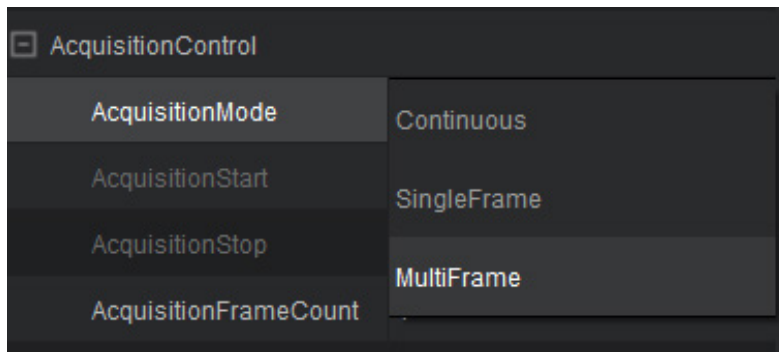 AcquisitionControl
AcquisitionMode
Continuous
AcquisitionStart
SingleFrame
AcquisitionStop
MultiFrame
AcquisitionFrameCount